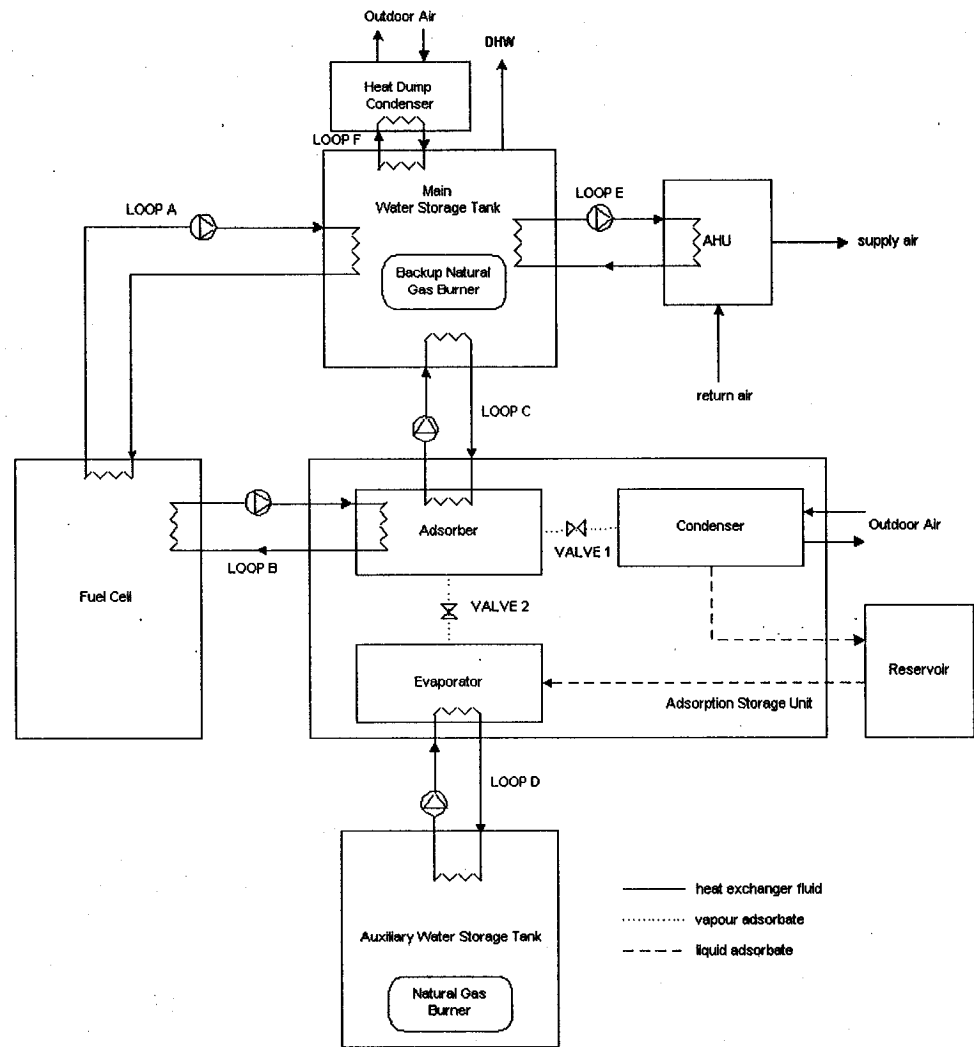 Outdoor Air
DHW
Heat Dump
Condenser
LOOP F
Main
Water Storage Tank
LOOP A
LOOP E
AHU
supply air
Backup Natural
Gas Burner
return air
LOOP C
Adsorber
Condenser
Outdoor Air
VALVE 1
LOOP B
Fuel Cell
VALVE 2
Evaporator
Reservoir
Adsorption Storage Unit
LOOP D
heat exchanger fluid
vapour adsorbate
liquid adsorbate
Auxiliary Water Storage Tank
Natural Gas
Burner